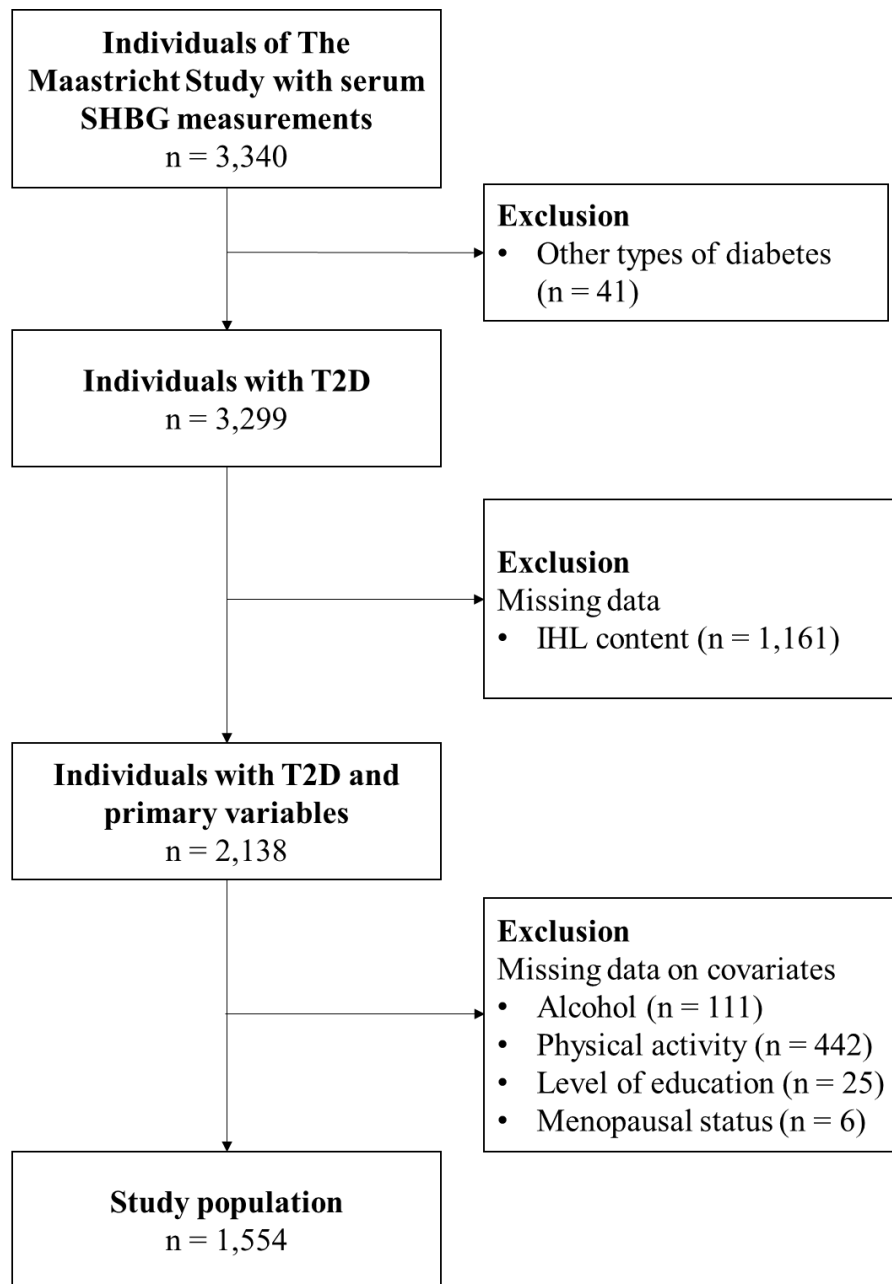 Individuals of The
Maastricht Study with serum
SHBG measurements
n = 3,340
Exclusion
• Other types of diabetes
(n = 41)
Individuals with T2D
n = 3,299
Exclusion
Missing data
• IHL content (n = 1,161)
Individuals with T2D and
primary variables
n = 2,138
Exclusion
Missing data on covariates
• Alcohol (n = 111)
• Physical activity (n = 442)
• Level of education (n = 25)
• Menopausal status (n = 6)
Study population
n = 1,554